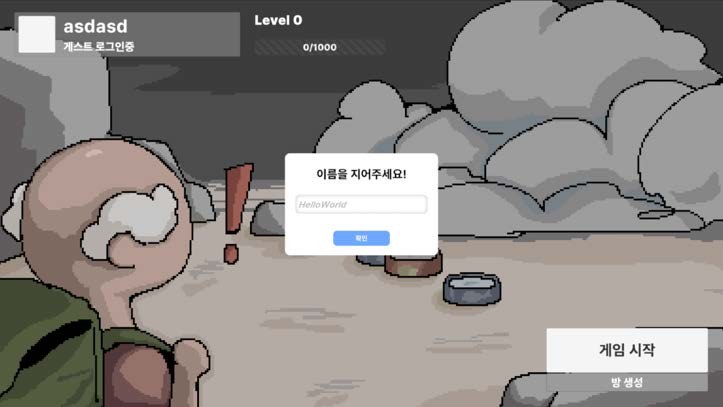 asdasd
게스트 로그인중
Level 0
0/1000
이름을 지어주세요!
HelloWorld
확인
게임 시작
방 생성